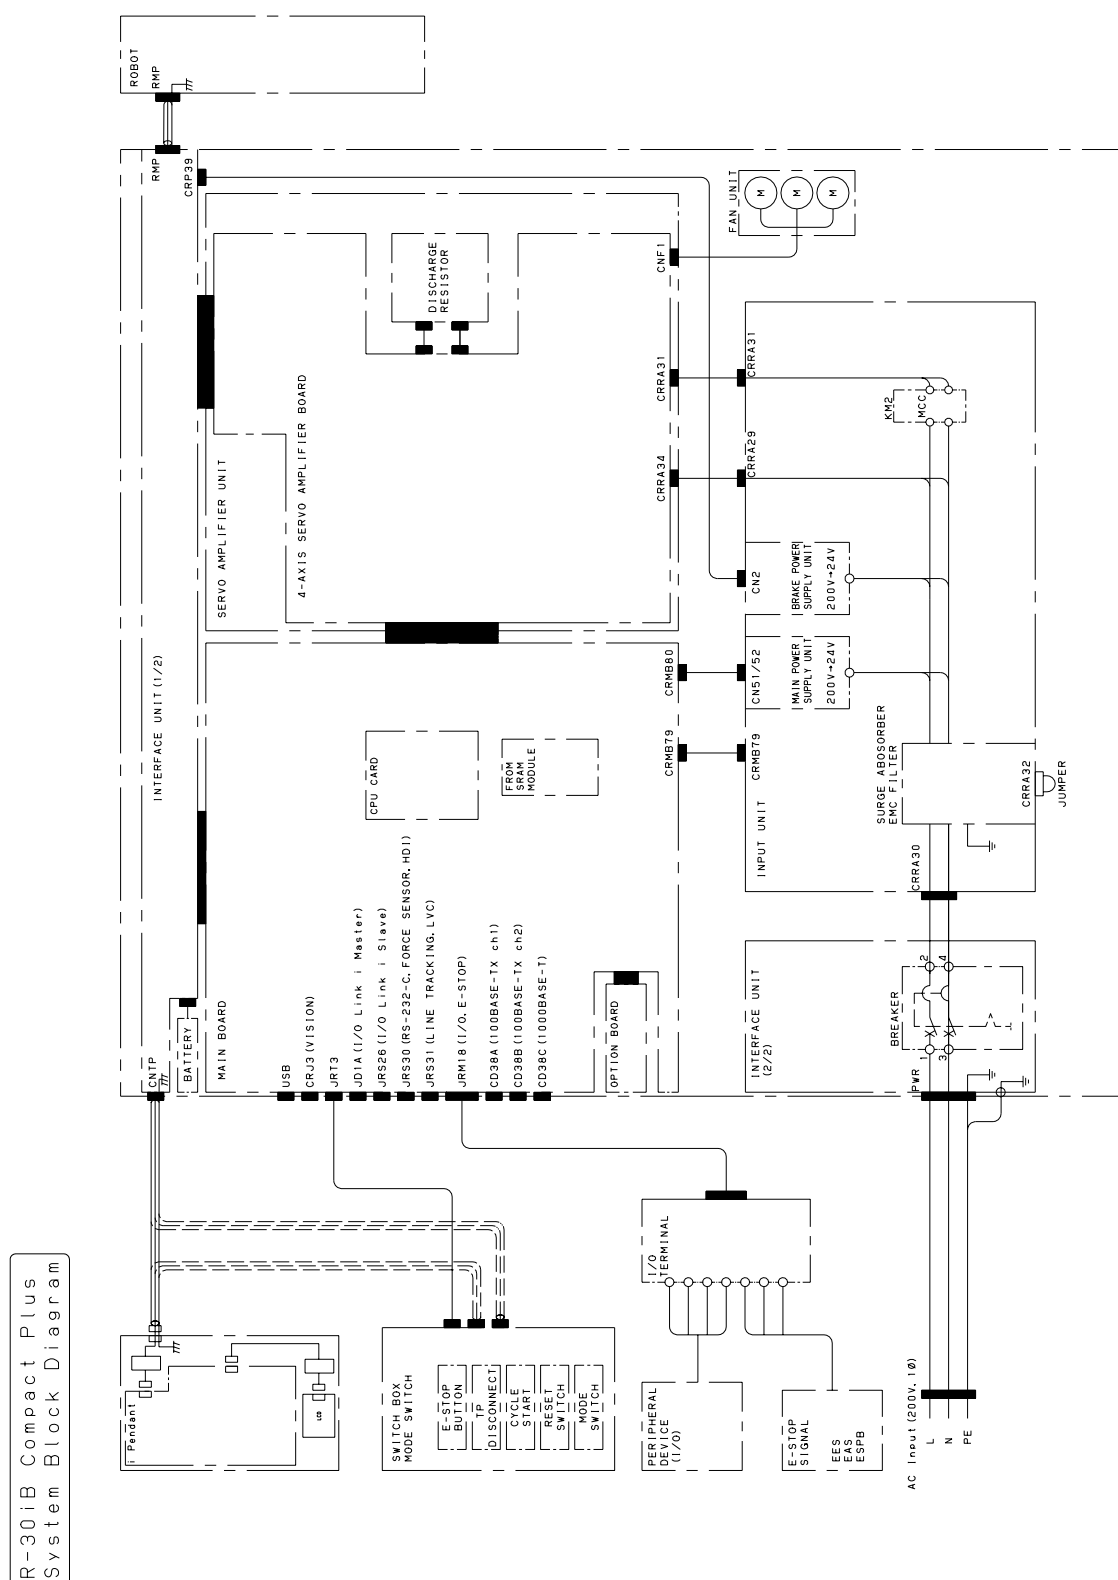 R-30iB Compact Plus
System Block Diagram
i Pendant
LCD
SWITCH BOX
MODE SWITCH
E-STOP
BUTTON
TP
DISCONNECT
CYCLE
START
RESET
SWITCH
MODE
SWITCH
PERIPHERAL
DEVICE
(I/O)
E-STOP
SIGNAL
EES
EAS
ESPB
AC Input(200V, 1Ø)
L
N
PE
I/O
TERMINAL
CNTP
BATTERY
MAIN BOARD
USB
CRJ3(VISION)
JRT3
JD1A(I/O Link i Master)
JRS26(I/O Link i Slave)
JRS30(RS-232-C, FORCE SENSOR, HDI)
JRS31(LINE TRACKING, LVC)
JRM18(I/O, E-STOP)
CD38A(100BASE-TX ch1)
CD38B(100BASE-TX ch2)
CD38C(1000BASE-T)
OPTION BOARD
INTERFACE UNIT
(2/2)
BREAKER
PWR
1
3
2
4
CPU CARD
FROM
SRAM
MODULE
CRMB79
CRMB80
INPUT UNIT
CRMB79
CN51/52
CN2
CRRA29
CRRA31
MAIN POWER
SUPPLY UNIT
200V→24V
BRAKE POWER
SUPPLY UNIT
200V→24V
SURGE ABOSORBER
EMC FILTER
CRRA30
CRRA32
JUMPER
KM2
MCC
INTERFACE UNIT(1/2)
SERVO AMPLIFIER UNIT
4-AXIS SERVO AMPLIFIER BOARD
DISCHARGE
RESISTOR
CRRA34
CRRA31
CNF1
FAN UNIT
M
M
M
RMP
CRP39
ROBOT
RMP